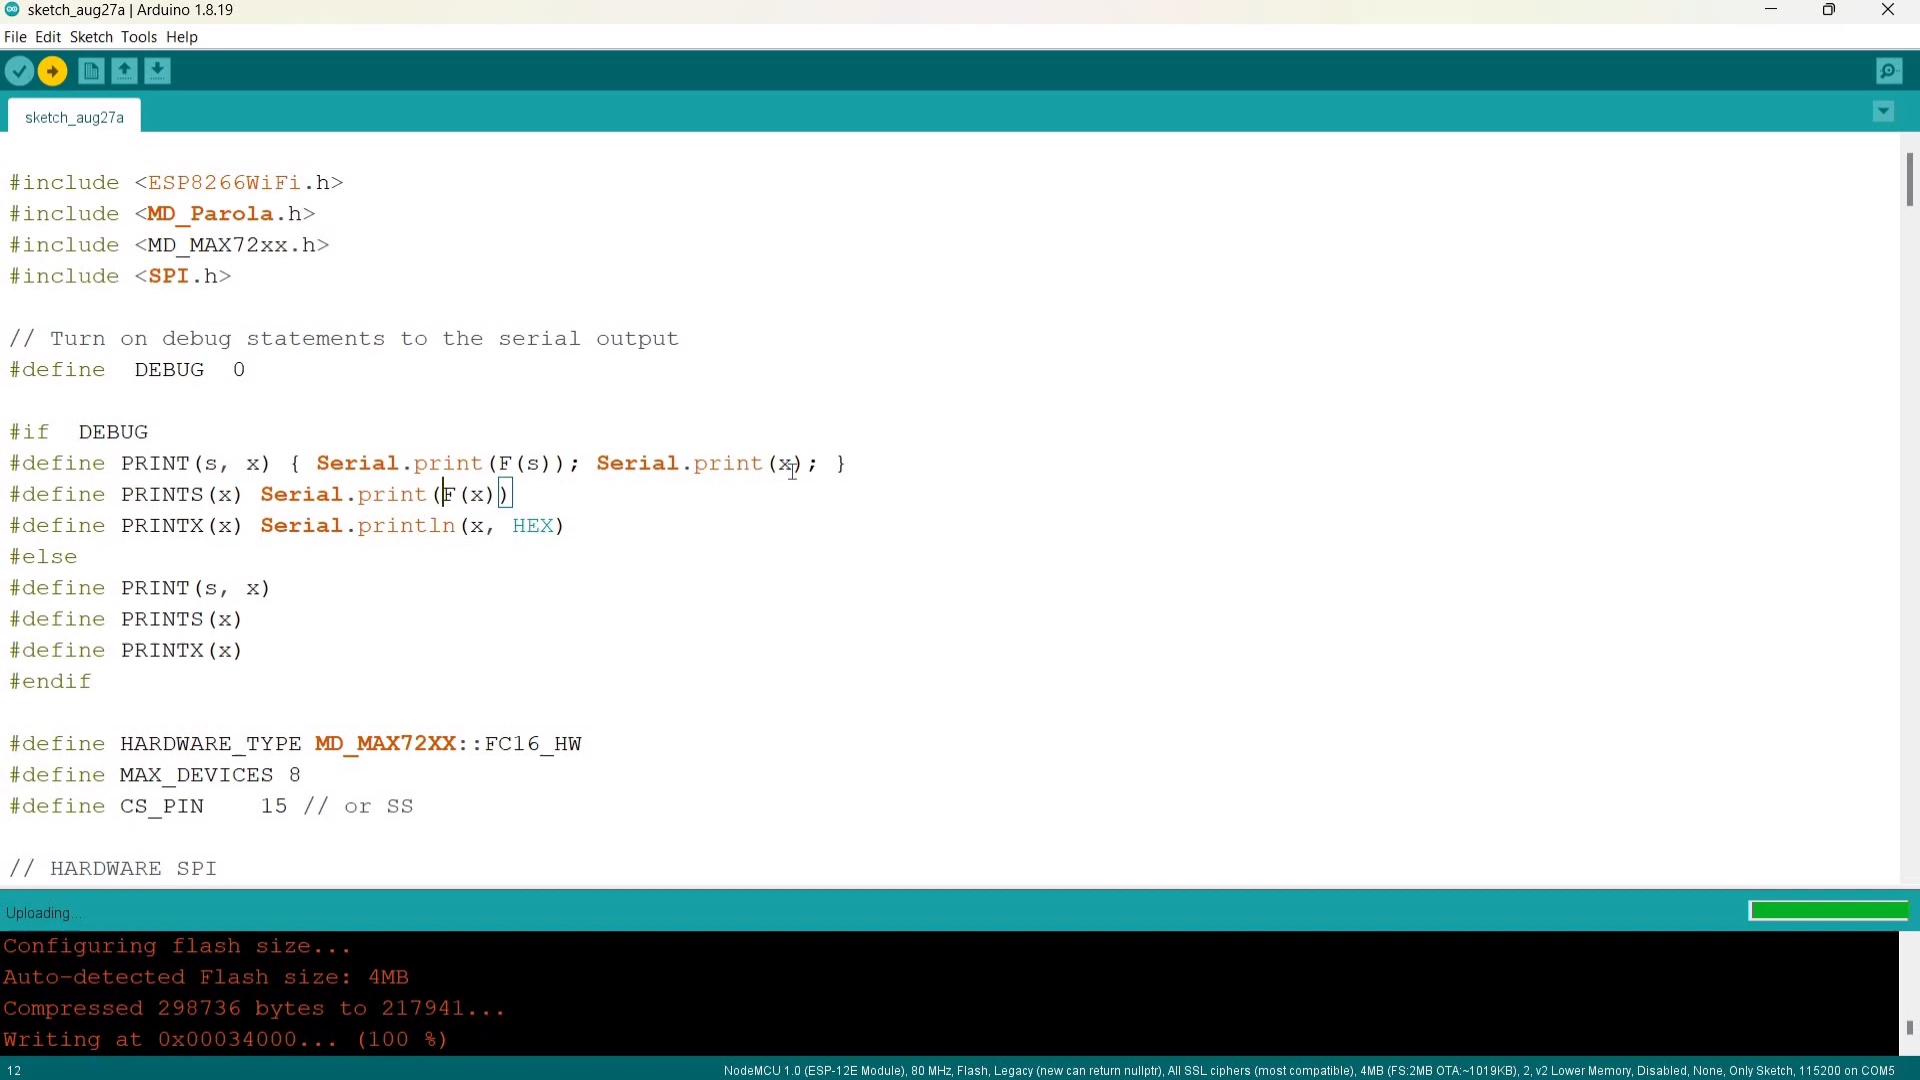 sketch_aug27a | Arduino 1.8.19
File Edit Sketch Tools Help
sketch_aug27a
#include <ESP8266WiFi.h>
#include <MD_Parola.h>
#include <MD_MAX72xx.h>
#include <SPI.h>
// Turn on debug statements to the serial output
#define  DEBUG  0
#if  DEBUG
#define PRINT(s, x) { Serial.print(F(s)); Serial.print(x); }
#define PRINTS(x) Serial.print(F(x))
#define PRINTX(x) Serial.println(x, HEX)
#else
#define PRINT(s, x)
#define PRINTS(x)
#define PRINTX(x)
#endif
#define HARDWARE_TYPE MD_MAX72XX::FC16_HW
#define MAX_DEVICES 8
#define CS_PIN    15 // or SS
// HARDWARE SPI
Uploading...
Configuring flash size...
Auto-detected Flash size: 4MB
Compressed 298736 bytes to 217941...
Writing at 0x00034000... (100 %)
12
NodeMCU 1.0 (ESP-12E Module), 80 MHz, Flash, Legacy (new can return nullptr), All SSL ciphers (most compatible), 4MB (FS:2MB OTA:~1019KB), 2, v2 Lower Memory, Disabled, None, Only Sketch, 115200 on COM5